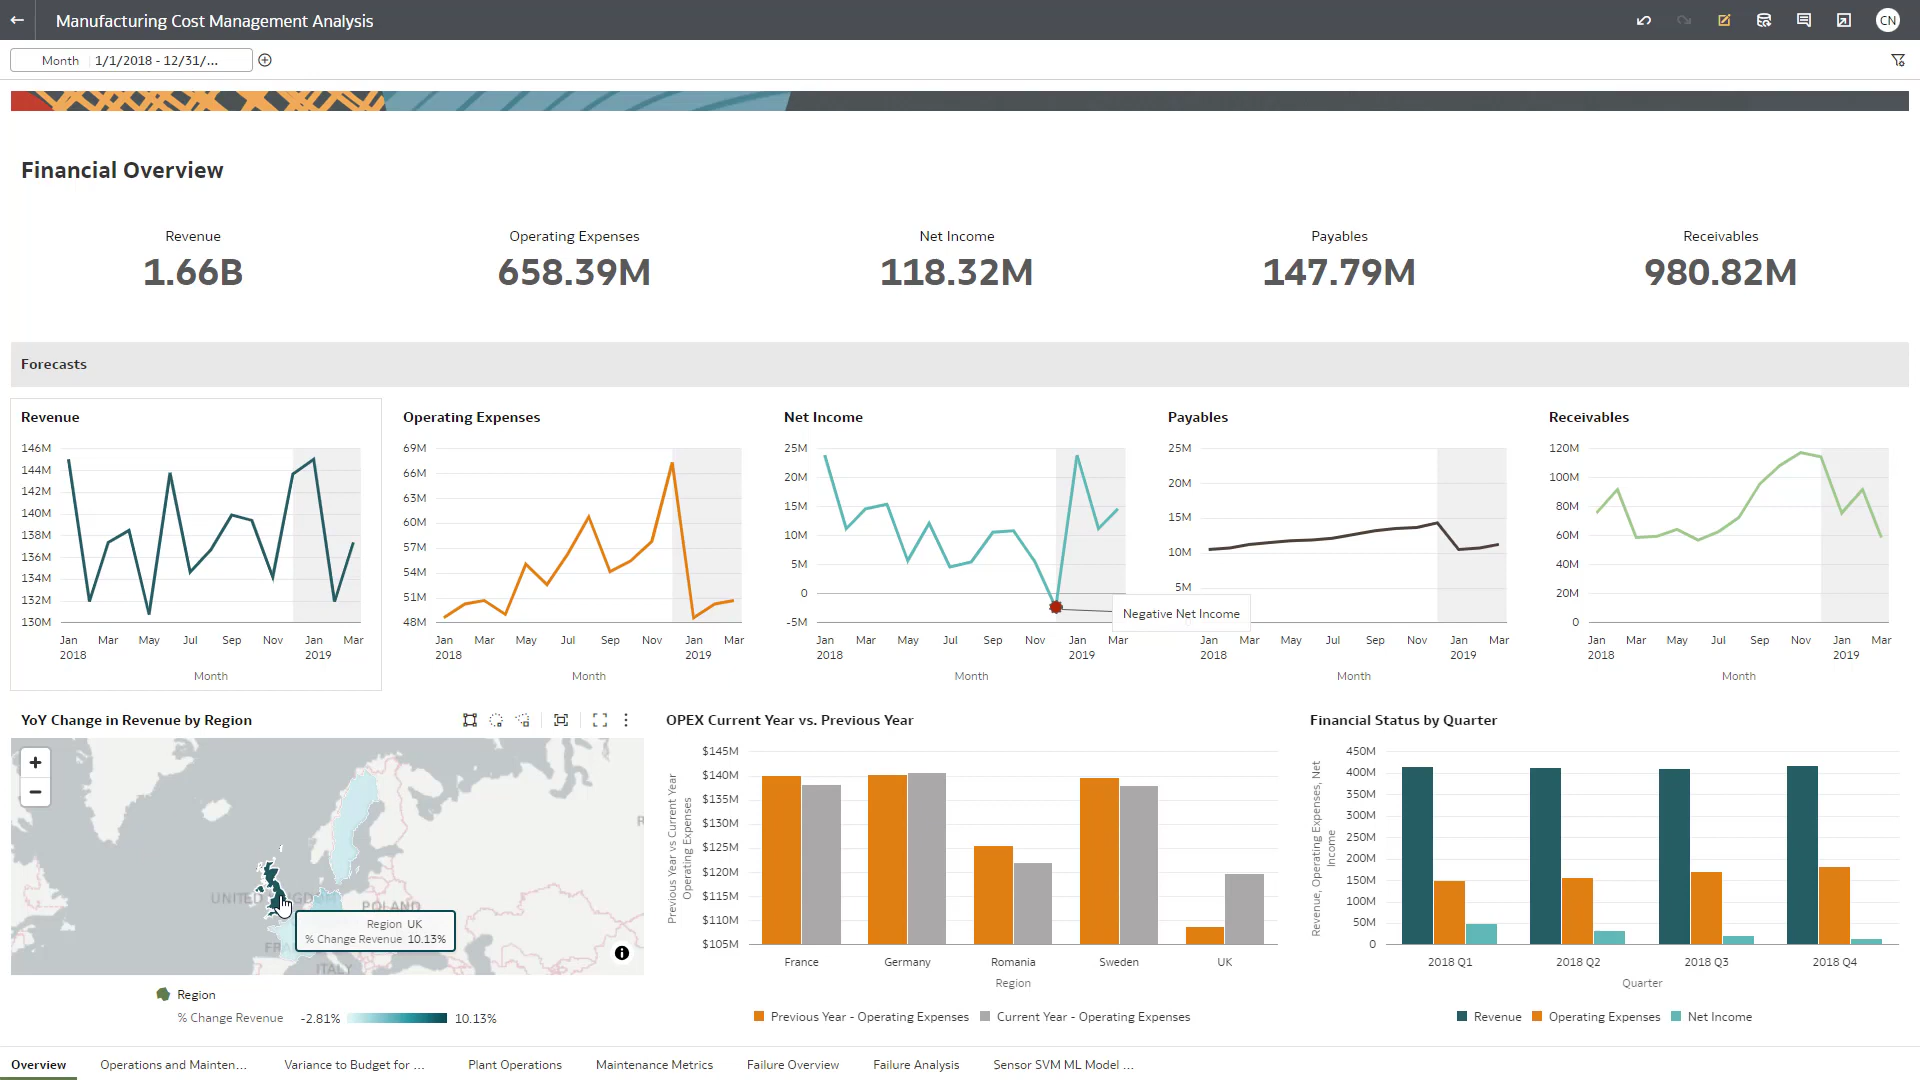 Manufacturing Cost Management Analysis
CN
Month 1/1/2018 - 12/31/...
Financial Overview
Revenue
1.66B
Operating Expenses
658.39M
Net Income
118.32M
Payables
147.79M
Receivables
980.82M
Forecasts
Revenue
146M
144M
142M
140M
138M
136M
134M
132M
130M
Jan Mar May Jul Sep Nov Jan Mar
2018 2019
Month
Operating Expenses
69M
66M
63M
60M
57M
54M
51M
48M
Jan Mar May Jul Sep Nov Jan Mar
2018 2019
Month
Net Income
25M
20M
15M
10M
5M
0
-5M
Negative Net Income
Jan Mar May Jul Sep Nov Jan Mar
2018 2019
Month
Payables
25M
20M
15M
10M
5M
Jan Mar May Jul Sep Nov Jan Mar
2018 2019
Month
Receivables
120M
100M
80M
60M
40M
20M
0
Jan Mar May Jul Sep Nov Jan Mar
2018 2019
Month
YoY Change in Revenue by Region
+
−
POLAND
ITALY
Region UK
% Change Revenue 10.13%
Region
% Change Revenue -2.81% 10.13%
OPEX Current Year vs. Previous Year
Previous Year vs Current Year
Operating Expenses
$145M
$140M
$135M
$130M
$125M
$120M
$115M
$110M
$105M
France Germany Romania Sweden UK
Region
Previous Year - Operating Expenses Current Year - Operating Expenses
Financial Status by Quarter
Revenue, Operating Expenses, Net
Income
450M
400M
350M
300M
250M
200M
150M
100M
50M
0
2018 Q1 2018 Q2 2018 Q3 2018 Q4
Quarter
Revenue Operating Expenses Net Income
Overview Operations and Mainten... Variance to Budget for ... Plant Operations Maintenance Metrics Failure Overview Failure Analysis Sensor SVM ML Model ...